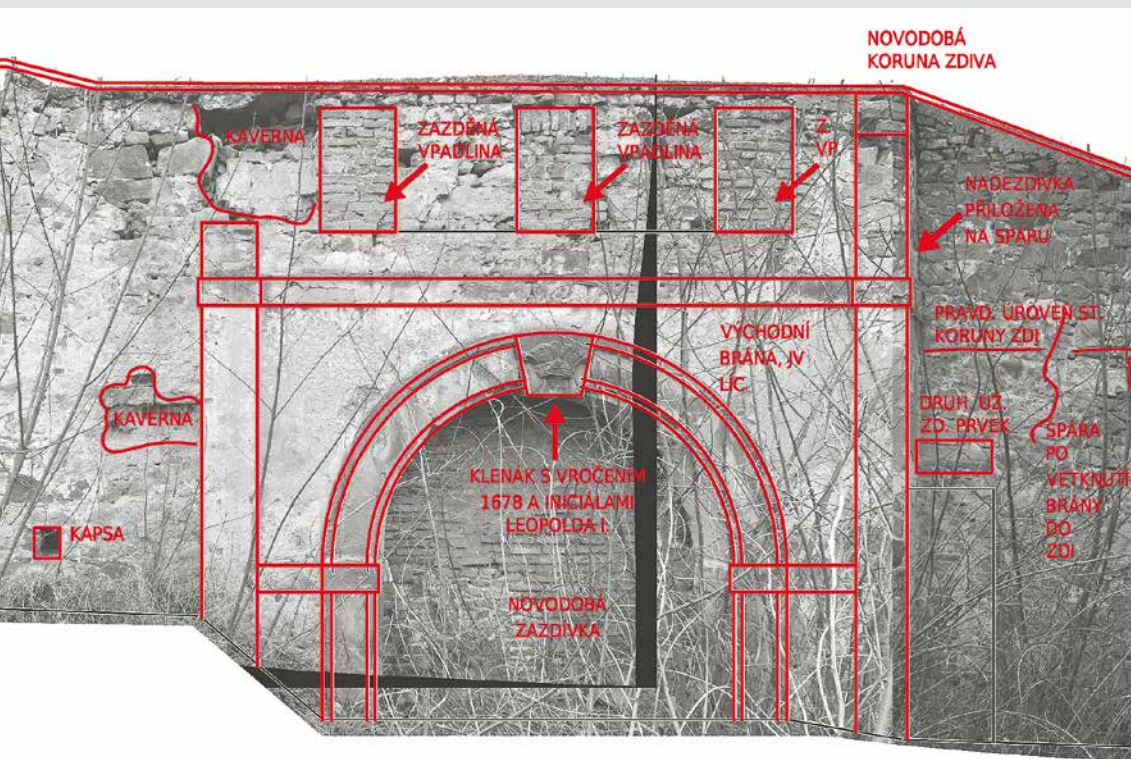 NOVODOBÁ
KORUNA ZDIVA
KAVERNA
ZAZDĚNÁ
VPADLINA
ZAZDĚNÁ
VPADLINA
Z.
VP.
NADEZDÍVKA
PŘILOŽENA
NA SPÁRU
PRAVD. ÚROVEŇ ST.
KORUNY ZDI
VÝCHODNÍ
BRÁNA, JV
LÍC
KAVERNA
DRUH. UŽ.
ZD. PRVEK
SPÁRA
PO
VETKNUTÍ
BRÁNY
DO
ZDI
KLENÁK S VROČENÍM
1678 A INICIÁLAMI
LEOPOLDA I.
KAPSA
NOVODOBÁ
ZAZDÍVKA